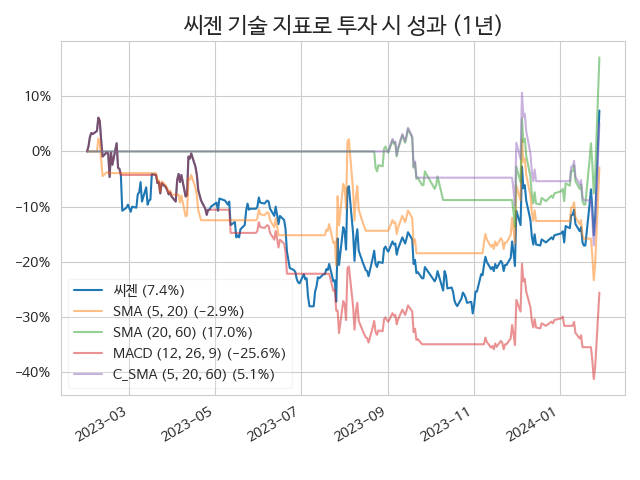 씨젠 기술 지표로 투자 시 성과 (1년)
10%
0%
−10%
−20%
−30%
−40%
씨젠 (7.4%)
SMA (5, 20) (−2.9%)
SMA (20, 60) (17.0%)
MACD (12, 26, 9) (−25.6%)
C_SMA (5, 20, 60) (5.1%)
2023−03
2023−05
2023−07
2023−09
2023−11
2024−01